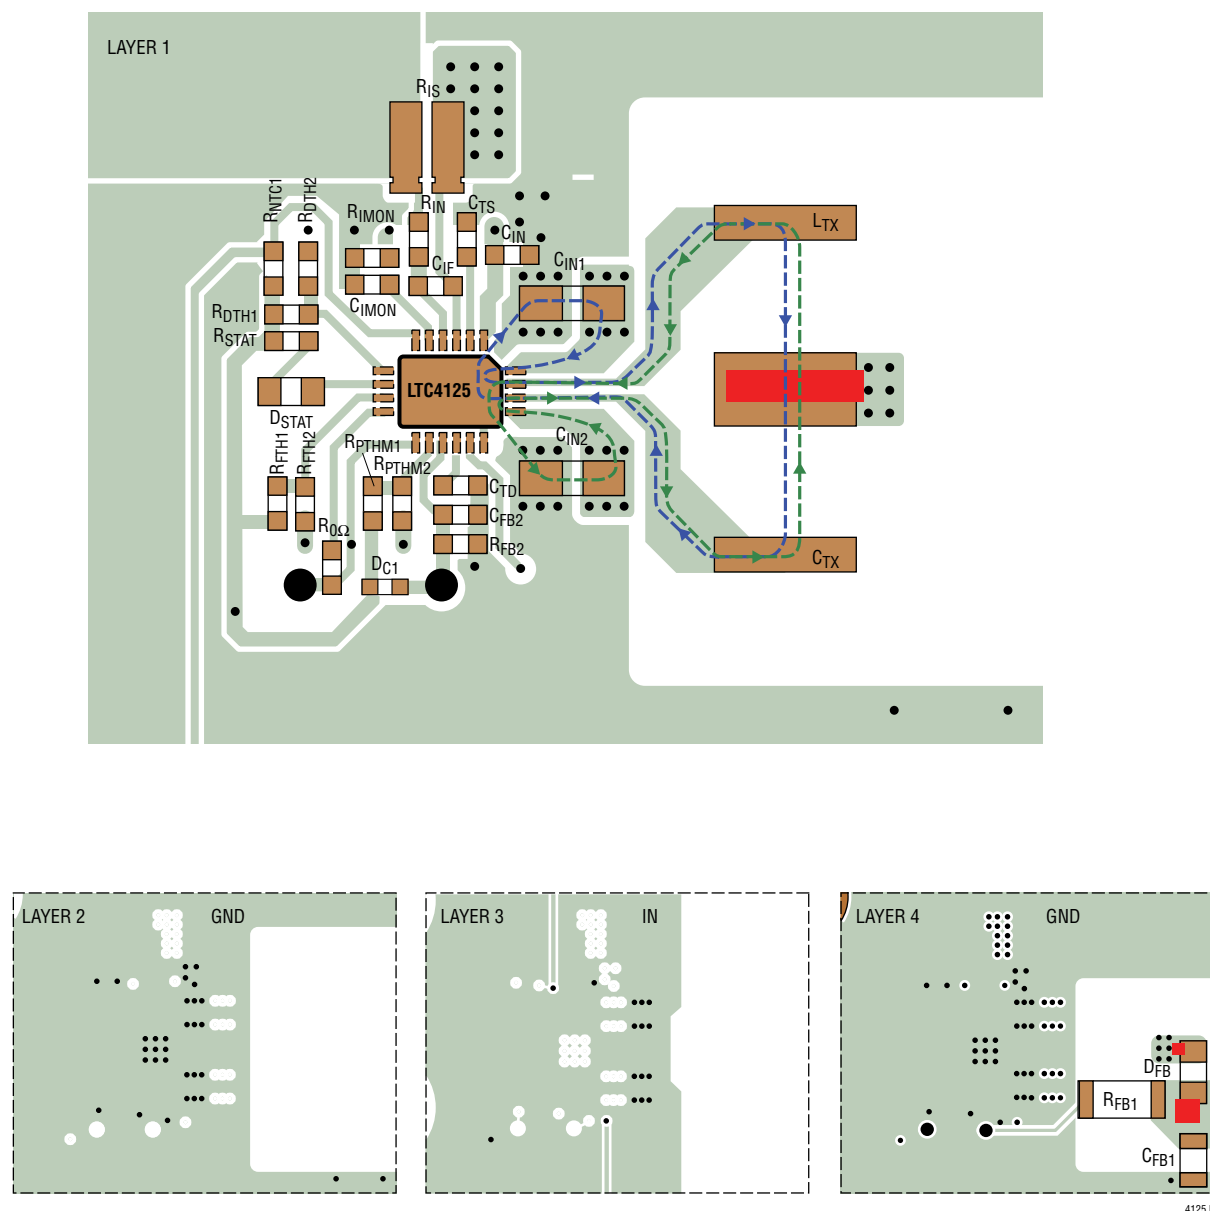 LAYER 1
RIS
RNTC1
RDTH2
RIMON
RIN
CTS
CIN
LTX
CIF
CIN1
CIMON
RDTH1
RSTAT
LTC4125
DSTAT
RFTH1
RFTH2
RPTHM1
RPTHM2
CIN2
CTD
CFB2
R0Ω
RFB2
DC1
CTX
LAYER 2
GND
LAYER 3
IN
LAYER 4
GND
DFB
RFB1
CFB1
4125